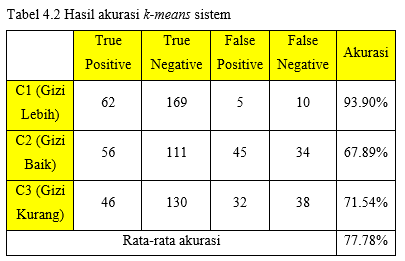 Tabel 4.2 Hasil akurasi k-means sistem
True Positive True Negative False Positive False Negative Akurasi
C1 (Gizi Lebih) 62 169 5 10 93.90%
C2 (Gizi Baik) 56 111 45 34 67.89%
C3 (Gizi Kurang) 46 130 32 38 71.54%
Rata-rata akurasi 77.78%